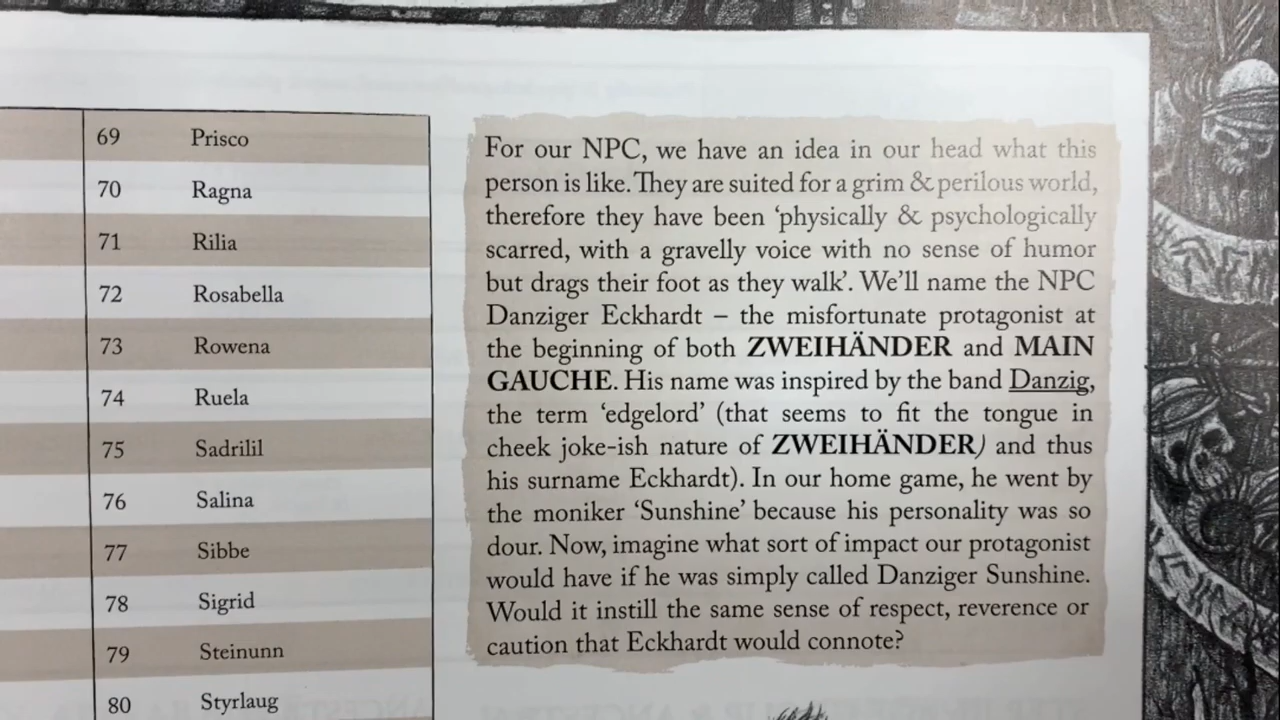 69 Prisco
70 Ragna
71 Rilia
72 Rosabella
73 Rowena
74 Ruela
75 Sadrilil
76 Salina
77 Sibbe
78 Sigrid
79 Steinunn
80 Styrlaug
For our NPC, we have an idea in our head what this
person is like. They are suited for a grim & perilous world,
therefore they have been ‘physically & psychologically
scarred, with a gravelly voice with no sense of humor
but drags their foot as they walk’. We’ll name the NPC
Danziger Eckhardt – the misfortunate protagonist at
the beginning of both ZWEIHÄNDER and MAIN
GAUCHE. His name was inspired by the band Danzig,
the term ‘edgelord’ (that seems to fit the tongue in
cheek joke-ish nature of ZWEIHÄNDER) and thus
his surname Eckhardt). In our home game, he went by
the moniker ‘Sunshine’ because his personality was so
dour. Now, imagine what sort of impact our protagonist
would have if he was simply called Danziger Sunshine.
Would it instill the same sense of respect, reverence or
caution that Eckhardt would connote?